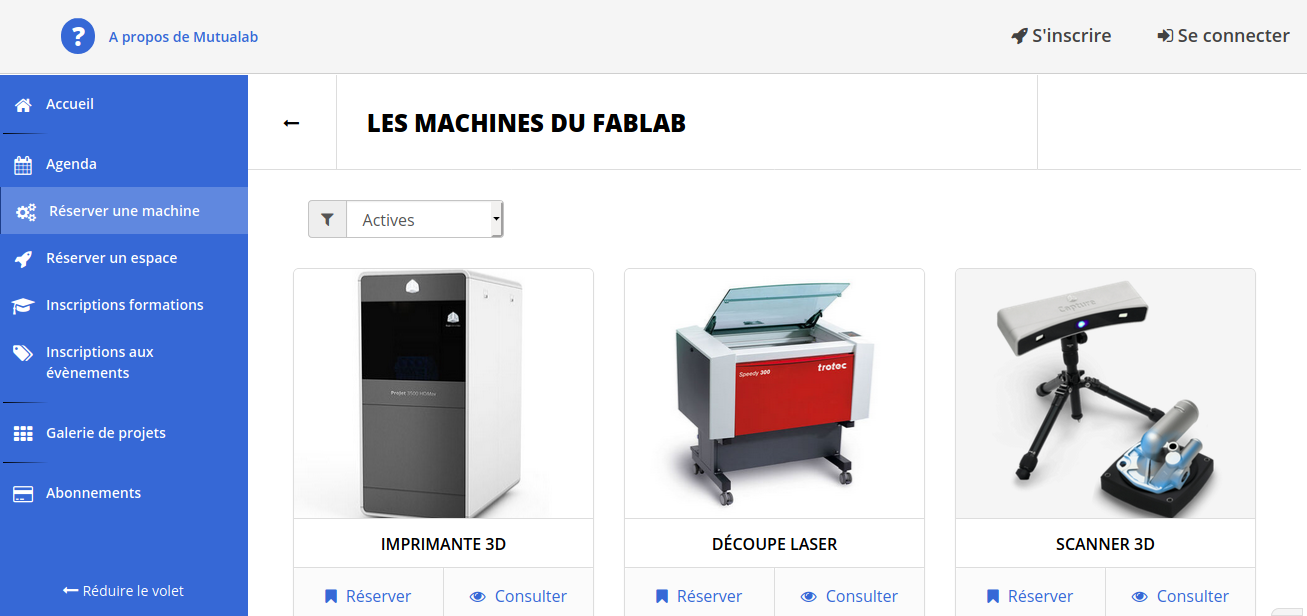 ?
A propos de Mutualab
S'inscrire
Se connecter
Accueil
Agenda
Réserver une machine
Réserver un espace
Inscriptions formations
Inscriptions aux
évènements
Galerie de projets
Abonnements
Réduire le volet
←
LES MACHINES DU FABLAB
Actives
Projet 3500 HDMax
IMPRIMANTE 3D
Réserver
Consulter
Speedy 300
trotec
DÉCOUPE LASER
Réserver
Consulter
Capture
SCANNER 3D
Réserver
Consulter